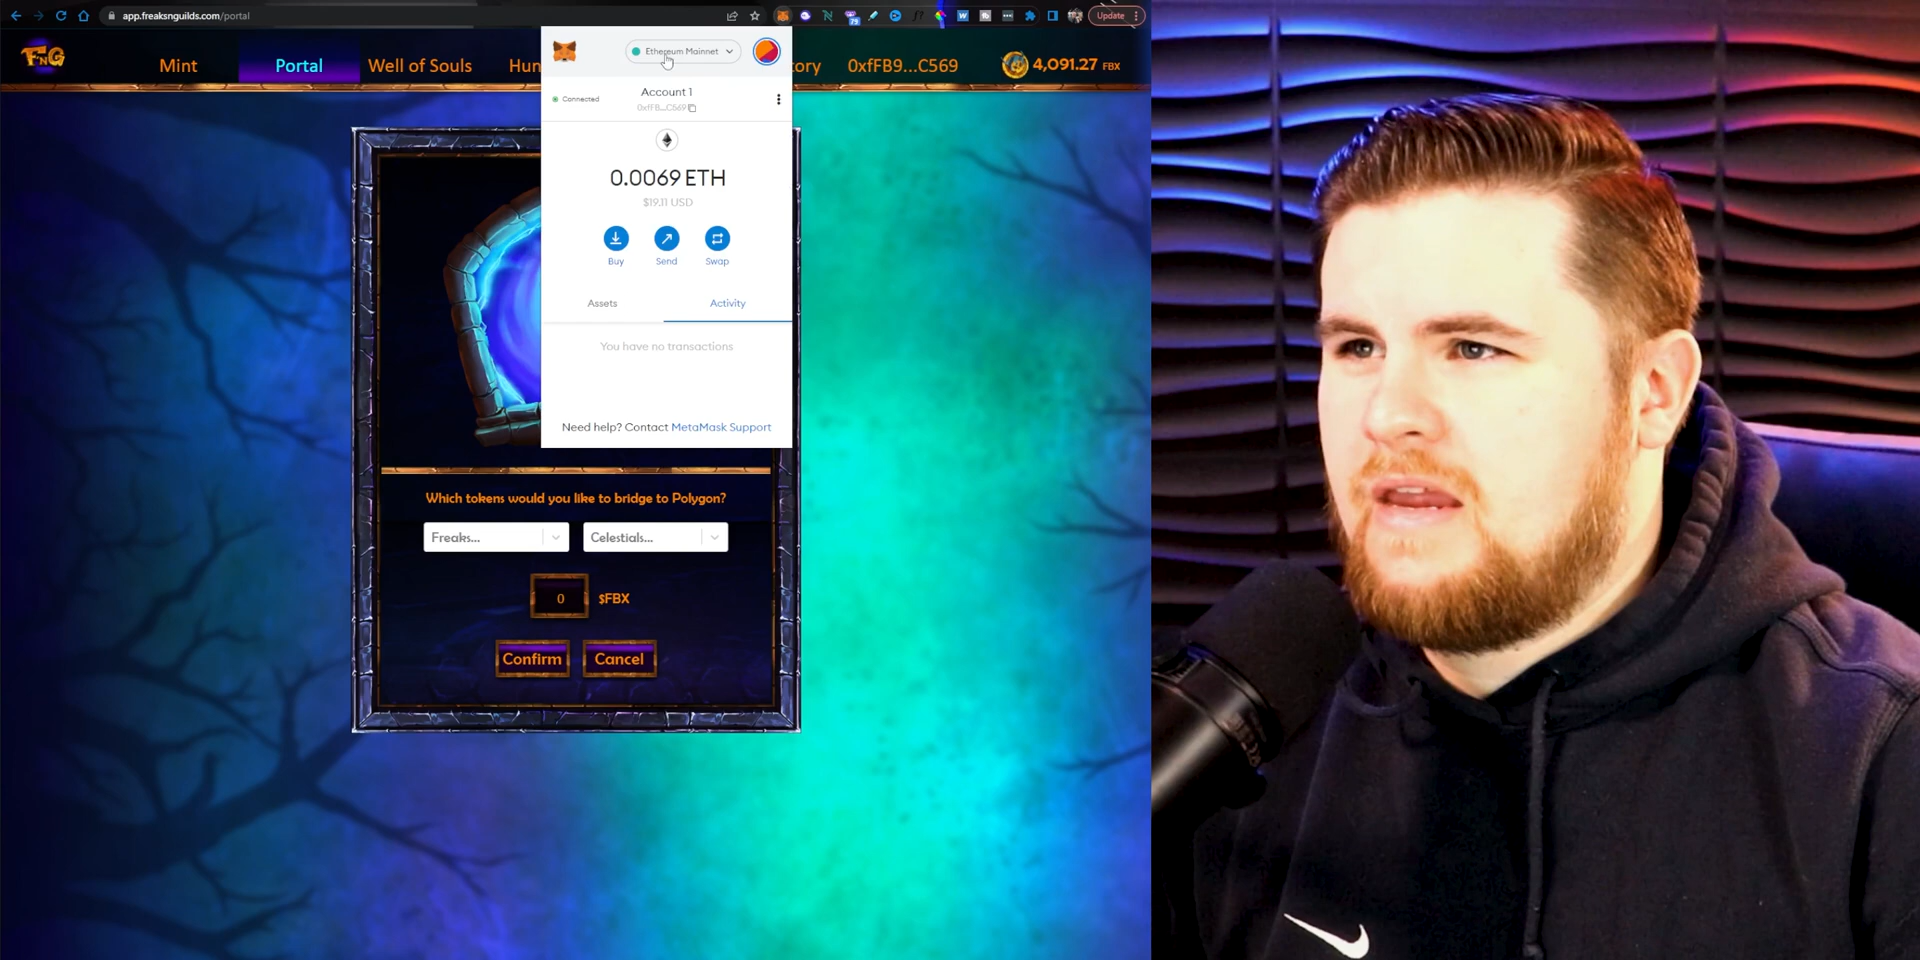 app.freaksnguilds.com/portal
Update
FnG
Mint
Portal
Well of Souls
Hun
tory
0xfFB9...C569
4,091.27 FBX
Ethereum Mainnet
Connected
Account 1
0xfFB...C569
0.0069 ETH
$19.11 USD
Buy
Send
Swap
Assets
Activity
You have no transactions
Need help? Contact MetaMask Support
Which tokens would you like to bridge to Polygon?
Freaks...
Celestials...
0
$FBX
Confirm
Cancel